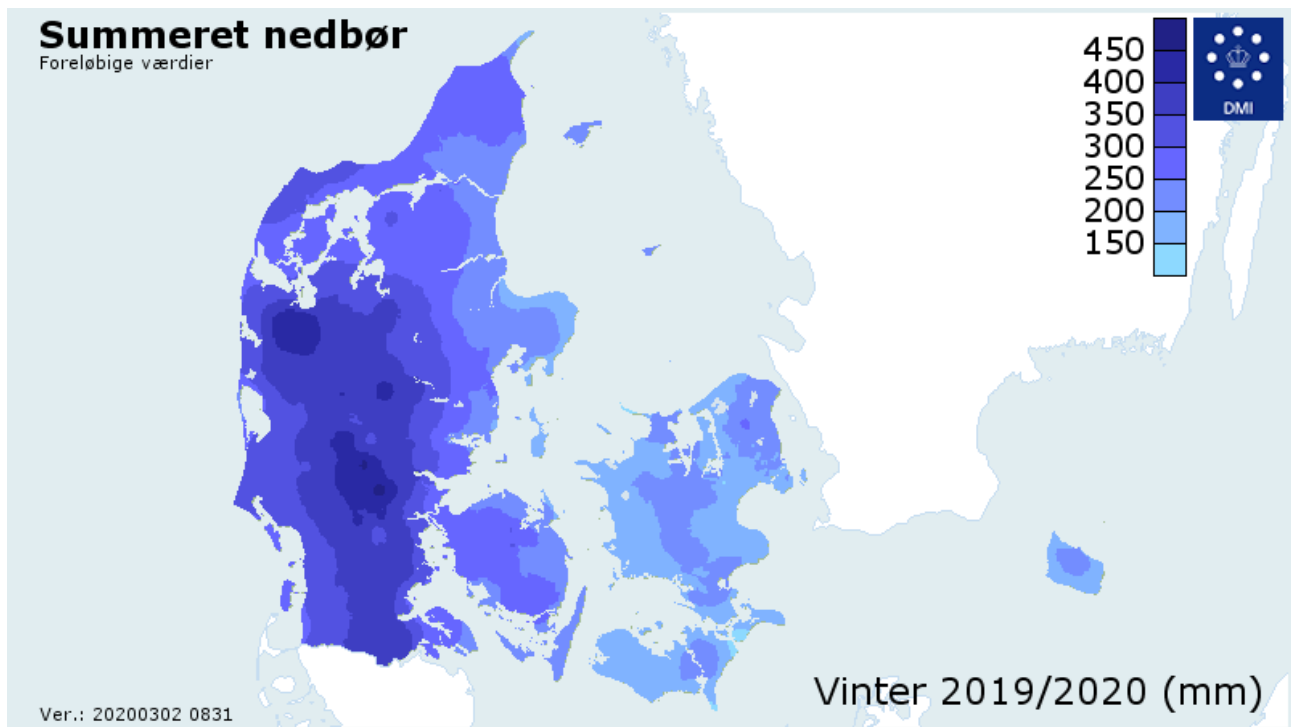 Summeret nedbør
Foreløbige værdier
450
400
350
300
250
200
150
DMI
Vinter 2019/2020 (mm)
Ver.: 20200302 0831